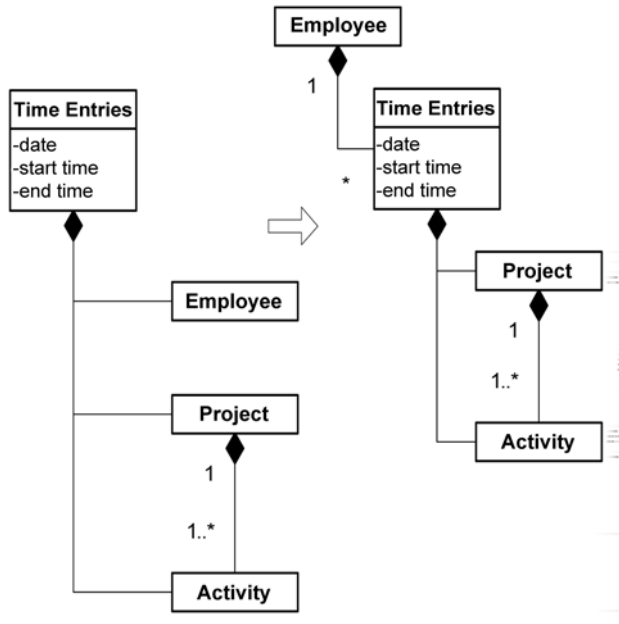 Time Entries
-date
-start time
-end time
Employee
Project
1
1..*
Activity
Employee
1
*
Time Entries
-date
-start time
-end time
Project
1
1..*
Activity